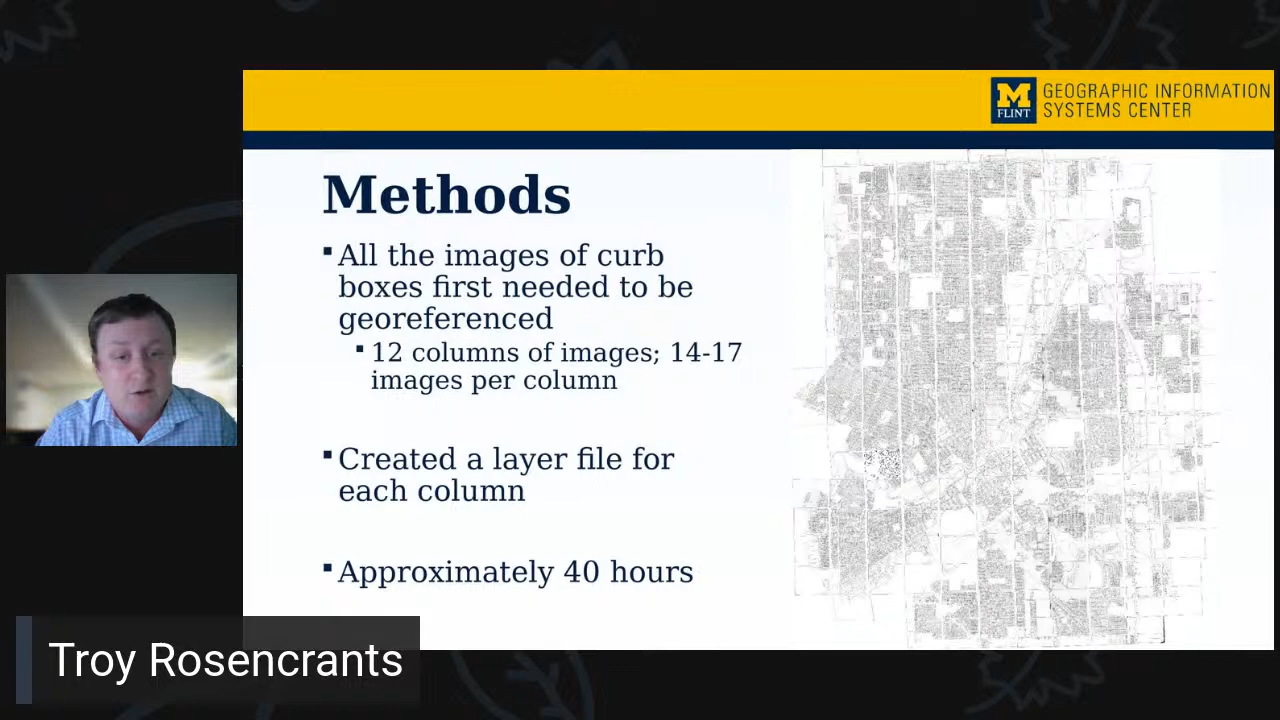 M
FLINT
GEOGRAPHIC INFORMATION
SYSTEMS CENTER
Methods
▪All the images of curb
boxes first needed to be
georeferenced
▪12 columns of images; 14-17
images per column
▪Created a layer file for
each column
▪Approximately 40 hours
Troy Rosencrants